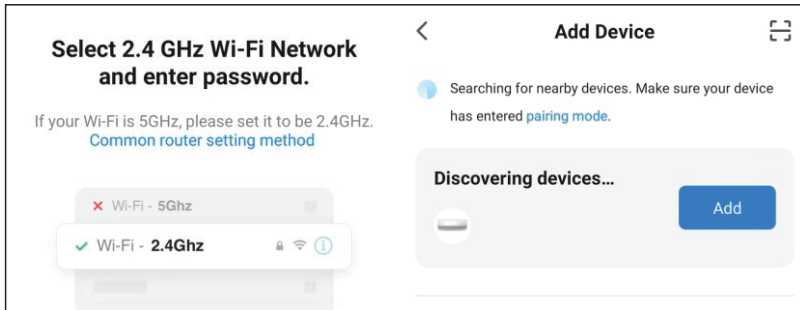 Select 2.4 GHz Wi-Fi Network
and enter password.
If your Wi-Fi is 5GHz, please set it to be 2.4GHz.
Common router setting method
Wi-Fi - 5Ghz
Wi-Fi - 2.4Ghz
Add Device
Searching for nearby devices. Make sure your device
has entered pairing mode.
Discovering devices...
Add